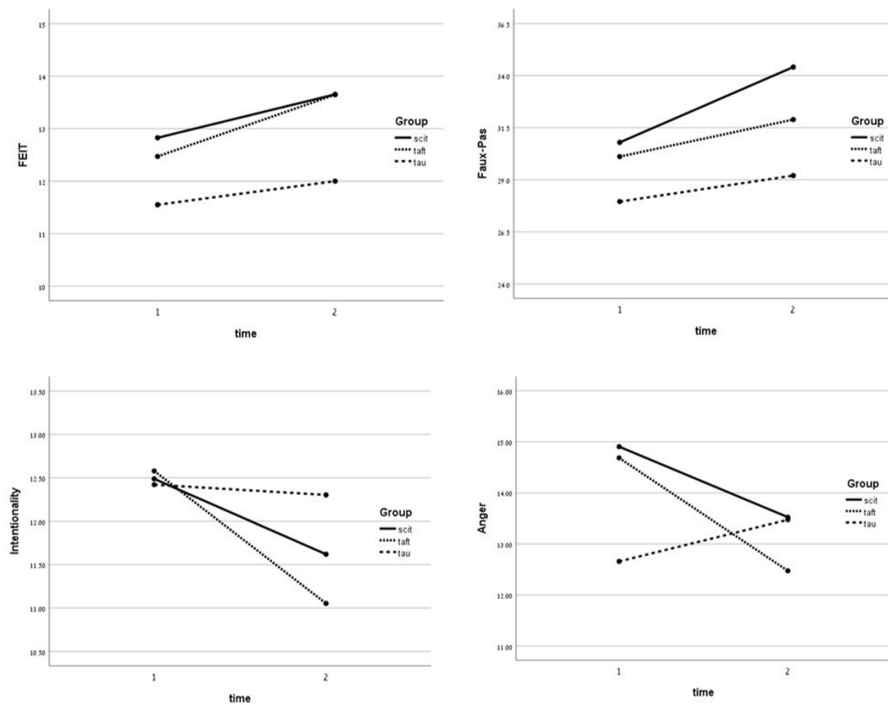 15
14
13
12
11
10
FEIT
1
2
time
Group
scit
taft
tau
36.5
34.0
31.5
29.0
26.5
24.0
Faux-Pas
1
2
time
Group
scit
taft
tau
13.50
13.00
12.50
12.00
11.50
11.00
10.50
Intentionality
1
2
time
Group
scit
taft
tau
16.00
15.00
14.00
13.00
12.00
11.00
Anger
1
2
time
Group
scit
taft
tau